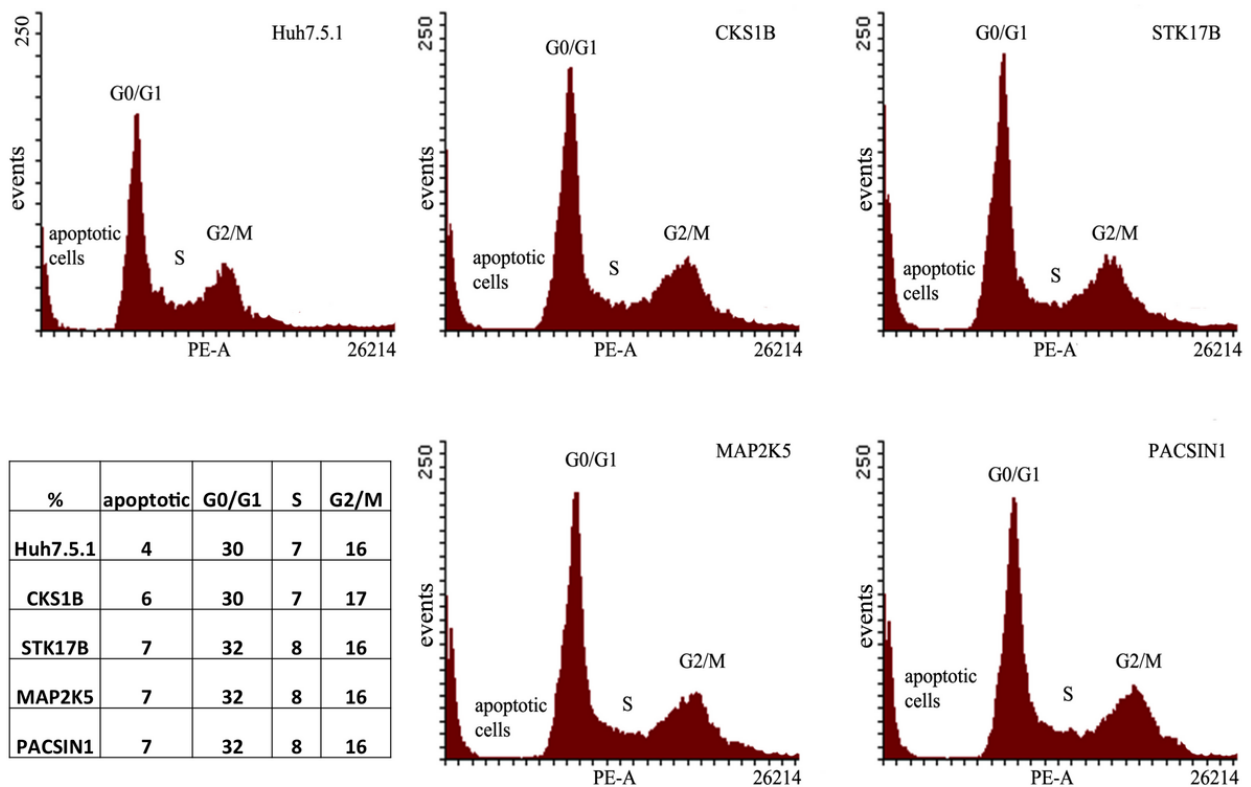 250
Huh7.5.1
G0/G1
events
apoptotic
cells
S
G2/M
PE-A
26214
250
CKS1B
G0/G1
events
apoptotic
cells
S
G2/M
PE-A
26214
250
STK17B
G0/G1
events
apoptotic
cells
S
G2/M
PE-A
26214
% apoptotic G0/G1 S G2/M
Huh7.5.1 4 30 7 16
CKS1B 6 30 7 17
STK17B 7 32 8 16
MAP2K5 7 32 8 16
PACSIN1 7 32 8 16
250
MAP2K5
G0/G1
events
apoptotic
cells
S
G2/M
PE-A
26214
250
PACSIN1
G0/G1
events
apoptotic
cells
S
G2/M
PE-A
26214